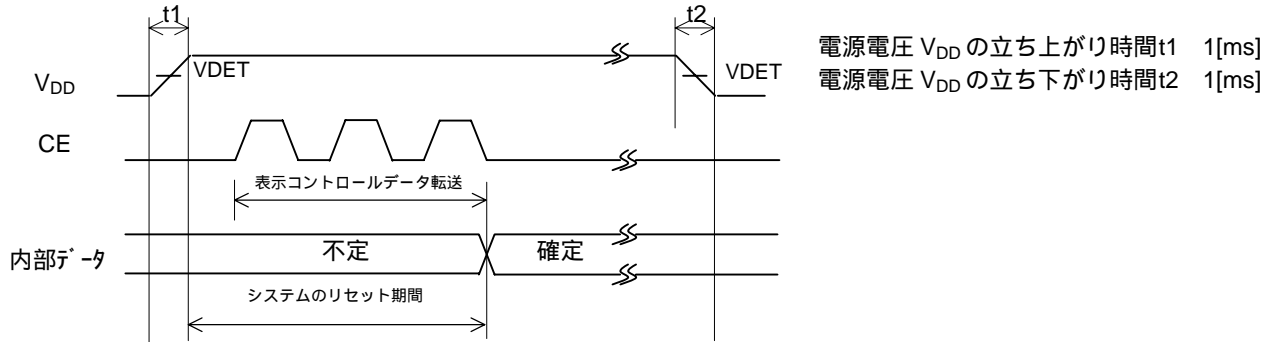 t1
t2
電源電圧 VDD の立ち上がり時間t1 1[ms]
電源電圧 VDD の立ち下がり時間t2 1[ms]
VDD
VDET
VDET
CE
表示コントロールデータ転送
内部ﾃﾞｰﾀ
不定
確定
システムのリセット期間